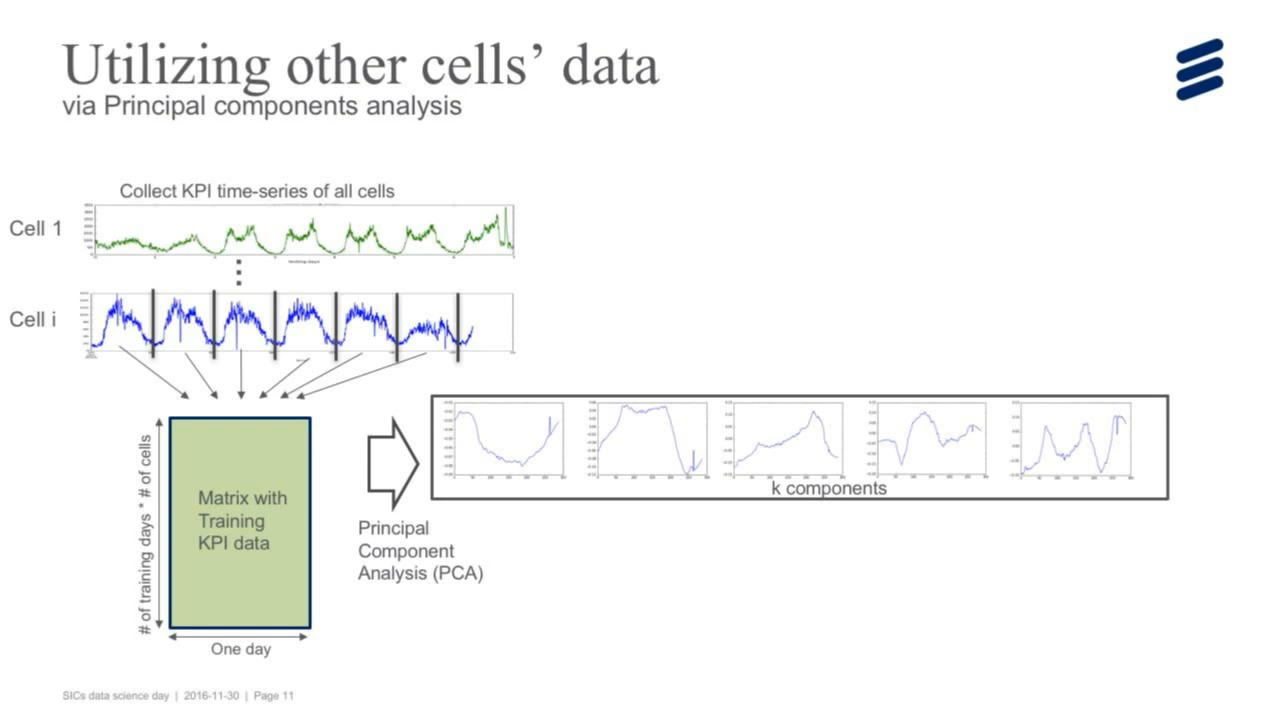 Utilizing other cells’ data
via Principal components analysis
Collect KPI time-series of all cells
Cell 1
Cell i
# of training days * # of cells
Matrix with
Training
KPI data
One day
Principal
Component
Analysis (PCA)
k components
SICs data science day | 2016-11-30 | Page 11